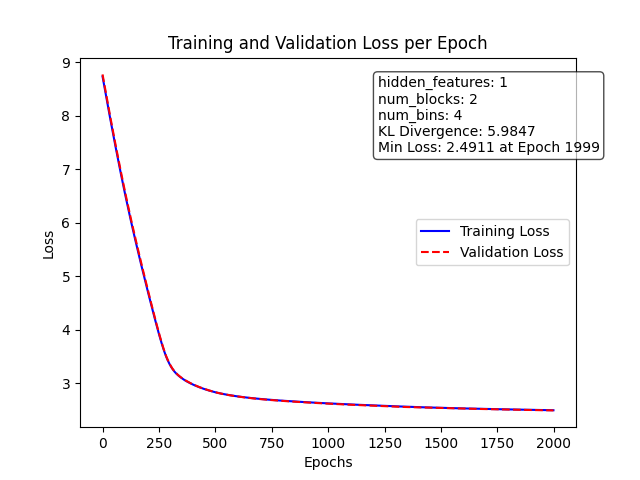 Training and Validation Loss per Epoch
9
8
7
6
5
4
3
Loss
hidden_features: 1
num_blocks: 2
num_bins: 4
KL Divergence: 5.9847
Min Loss: 2.4911 at Epoch 1999
Training Loss
Validation Loss
0 250 500 750 1000 1250 1500 1750 2000
Epochs